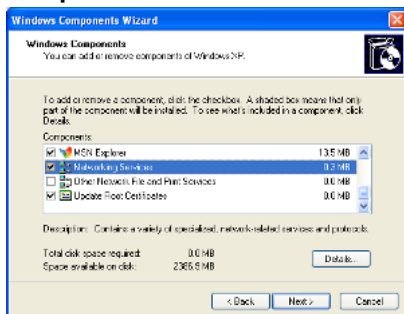 Windows Components Wizard
Windows Components
You can add or remove components of Windows XP.
To add or remove a component, click the checkbox. A shaded box means that only
part of the component will be installed. To see what's included in a component, click
Details.
Components:
MSN Explorer 13.5 MB
Networking Services 0.3 MB
Other Network File and Print Services 0.0 MB
Update Root Certificates 0.0 MB
Description: Contains a variety of specialized, network-related services and protocols.
Total disk space required: 0.0 MB
Details...
Space available on disk: 2386.9 MB
< Back Next > Cancel